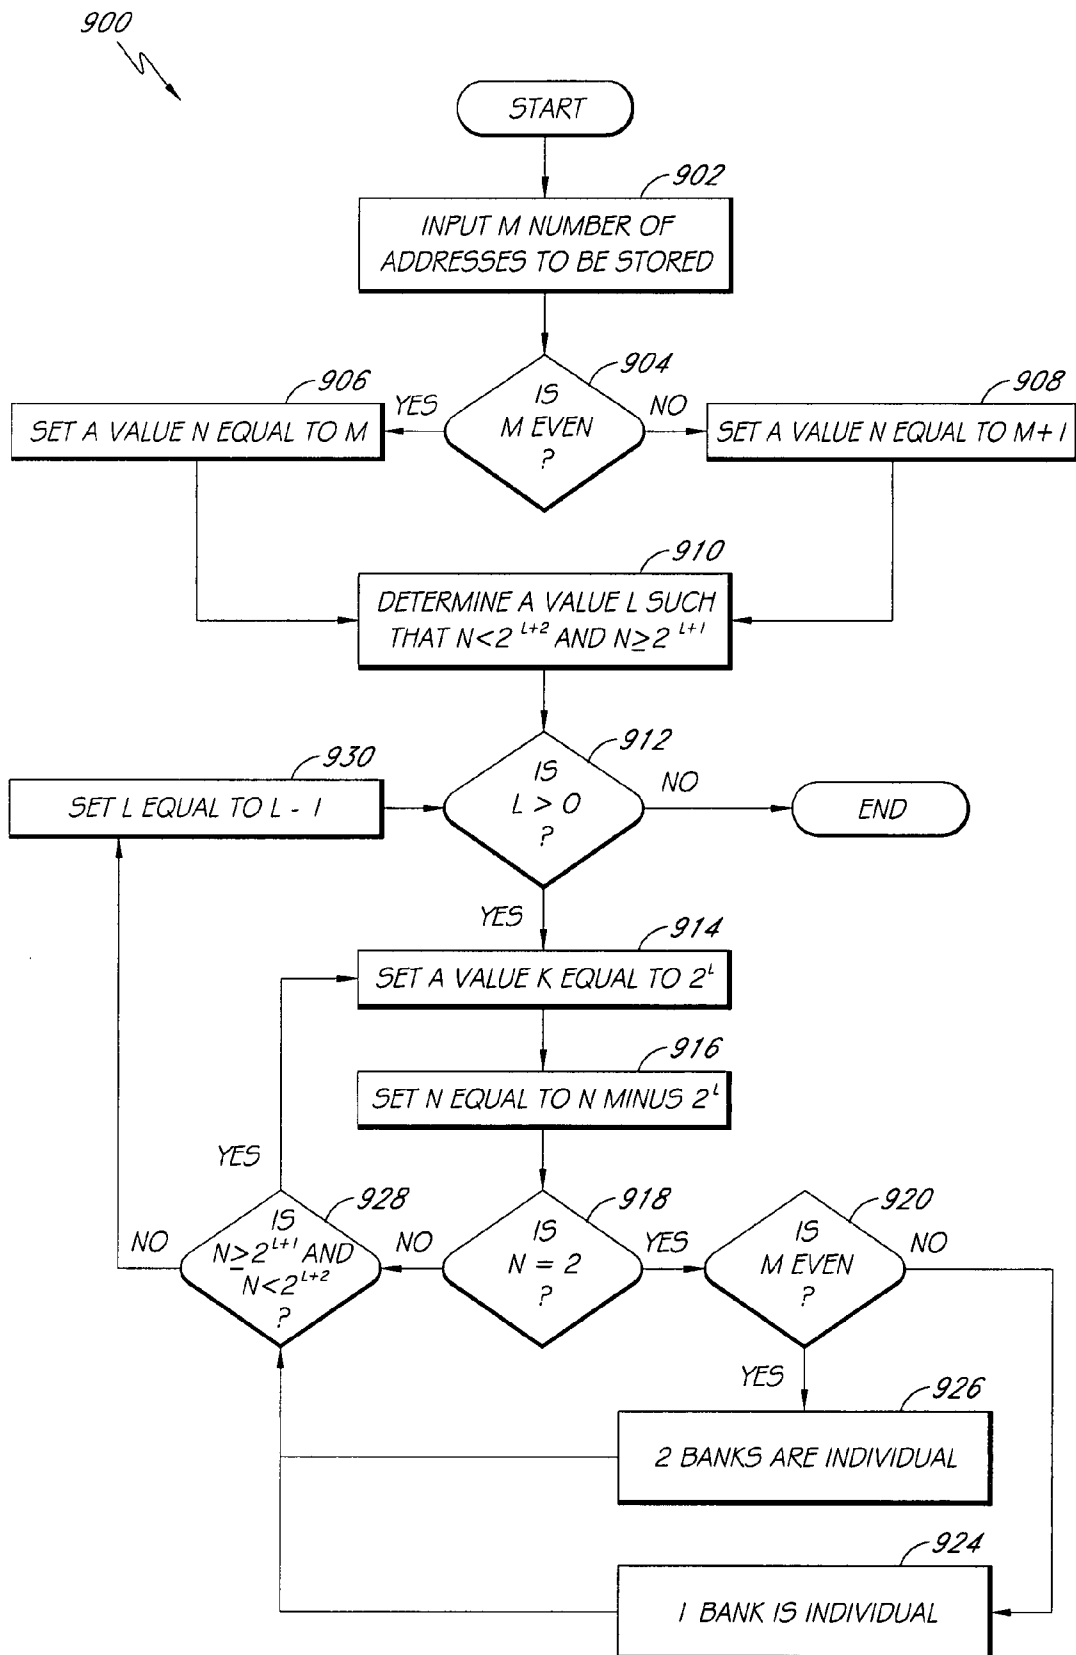 900
START
902
INPUT M NUMBER OF
ADDRESSES TO BE STORED
904
IS
M EVEN
?
YES
NO
906
SET A VALUE N EQUAL TO M
908
SET A VALUE N EQUAL TO M+1
910
DETERMINE A VALUE L SUCH
THAT N<2^{L+2} AND N≥2^{L+1}
912
IS
L > 0
?
NO
END
930
SET L EQUAL TO L - 1
YES
914
SET A VALUE K EQUAL TO 2^L
916
SET N EQUAL TO N MINUS 2^L
YES
928
IS
N≥2^{L+1} AND
N<2^{L+2}
?
NO
918
IS
N = 2
?
NO
YES
920
IS
M EVEN
?
NO
YES
926
2 BANKS ARE INDIVIDUAL
924
1 BANK IS INDIVIDUAL